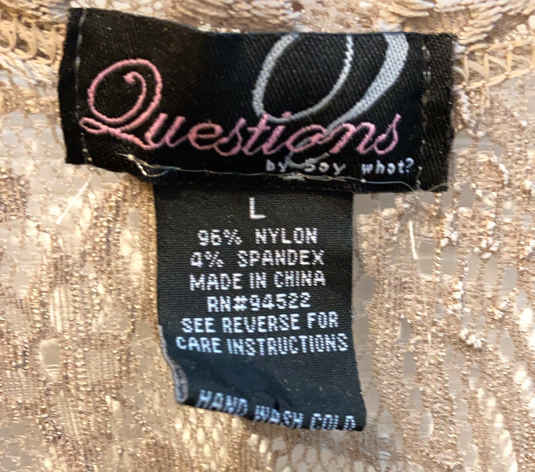 Questions
by Say what?
L
96% NYLON
4% SPANDEX
MADE IN CHINA
RN#94522
SEE REVERSE FOR
CARE INSTRUCTIONS
HAND WASH COLD